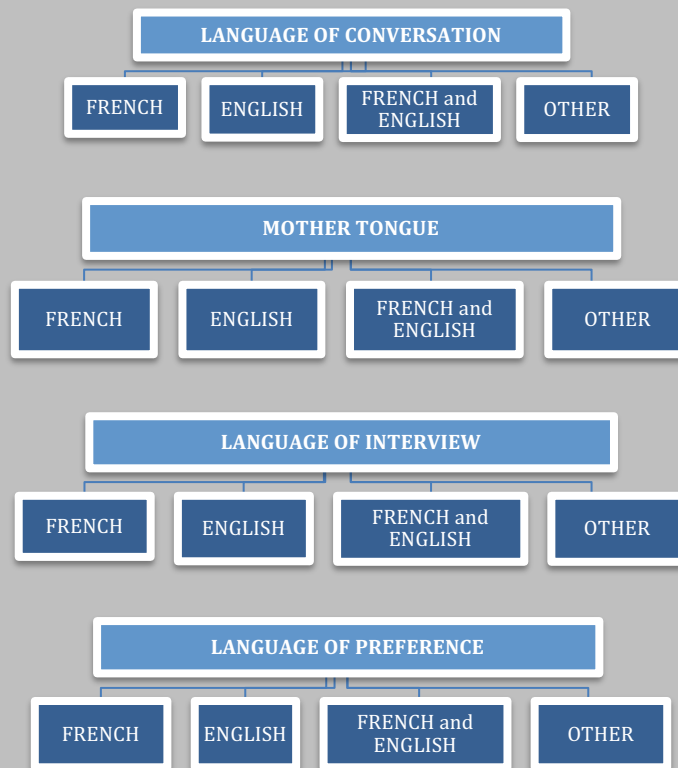 LANGUAGE OF CONVERSATION
FRENCH
ENGLISH
FRENCH and
ENGLISH
OTHER
MOTHER TONGUE
FRENCH
ENGLISH
FRENCH and
ENGLISH
OTHER
LANGUAGE OF INTERVIEW
FRENCH
ENGLISH
FRENCH and
ENGLISH
OTHER
LANGUAGE OF PREFERENCE
FRENCH
ENGLISH
FRENCH and
ENGLISH
OTHER